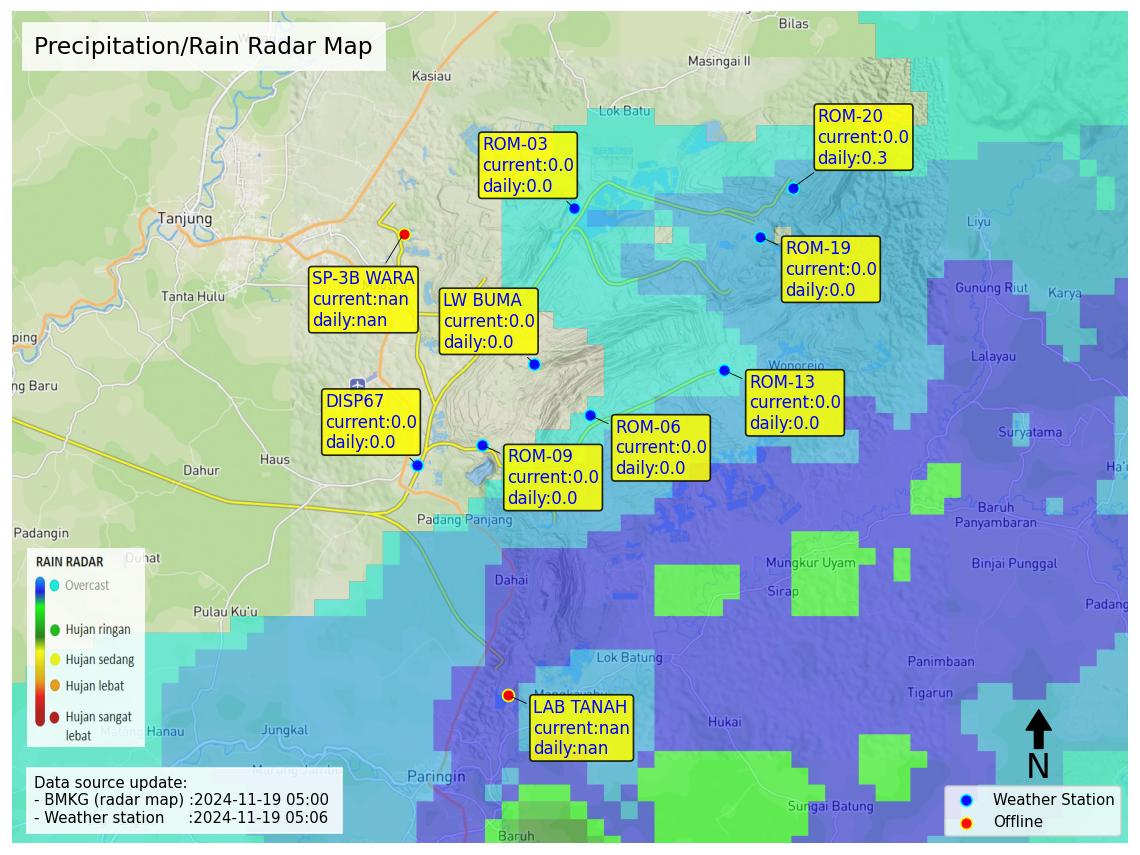 Precipitation/Rain Radar Map
Bilas
Masingai II
Kasiau
Lok Batu
ROM-20
current:0.0
daily:0.3
ROM-03
current:0.0
daily:0.0
Tanjung
Liyu
ROM-19
current:0.0
daily:0.0
SP-3B WARA
current:nan
daily:nan
Tanta Hulu
LW BUMA
current:0.0
daily:0.0
Gunung Riut
Karya
ping
Lalayau
Wonorejo
ng Baru
ROM-13
current:0.0
daily:0.0
DISP67
current:0.0
daily:0.0
ROM-06
current:0.0
daily:0.0
Suryatama
ROM-09
current:0.0
daily:0.0
Haus
Dahur
Ha'u
Padang Panjang
Baruh
Panyambaran
Padangin
Duhat
Mungkur Uyam
Binjai Punggal
Sirap
Dahai
Padang
Pulau Ku'u
RAIN RADAR
Overcast
Hujan ringan
Hujan sedang
Hujan lebat
Hujan sangat
lebat
Lok Batung
Panimbaan
Tigarun
LAB TANAH
current:nan
daily:nan
Hukai
Jungkal
Paringin
N
Data source update:
- BMKG (radar map) :2024-11-19 05:00
- Weather station :2024-11-19 05:06
Weather Station
Offline
Sungai Batung
Baruh